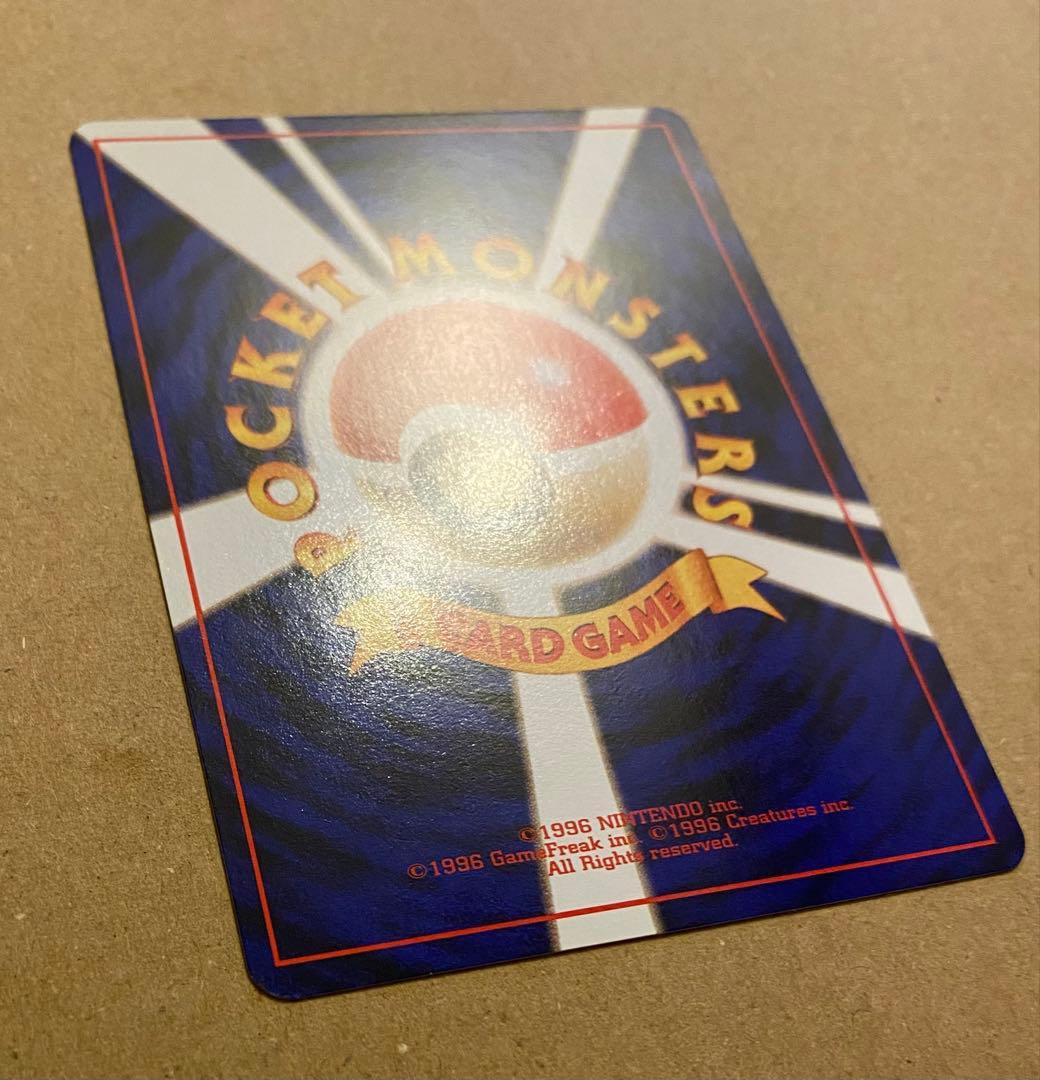 POCKET MONSTERS
CARD GAME
©1996 NINTENDO inc.
©1996 GameFreak inc. ©1996 Creatures inc.
All Rights reserved.